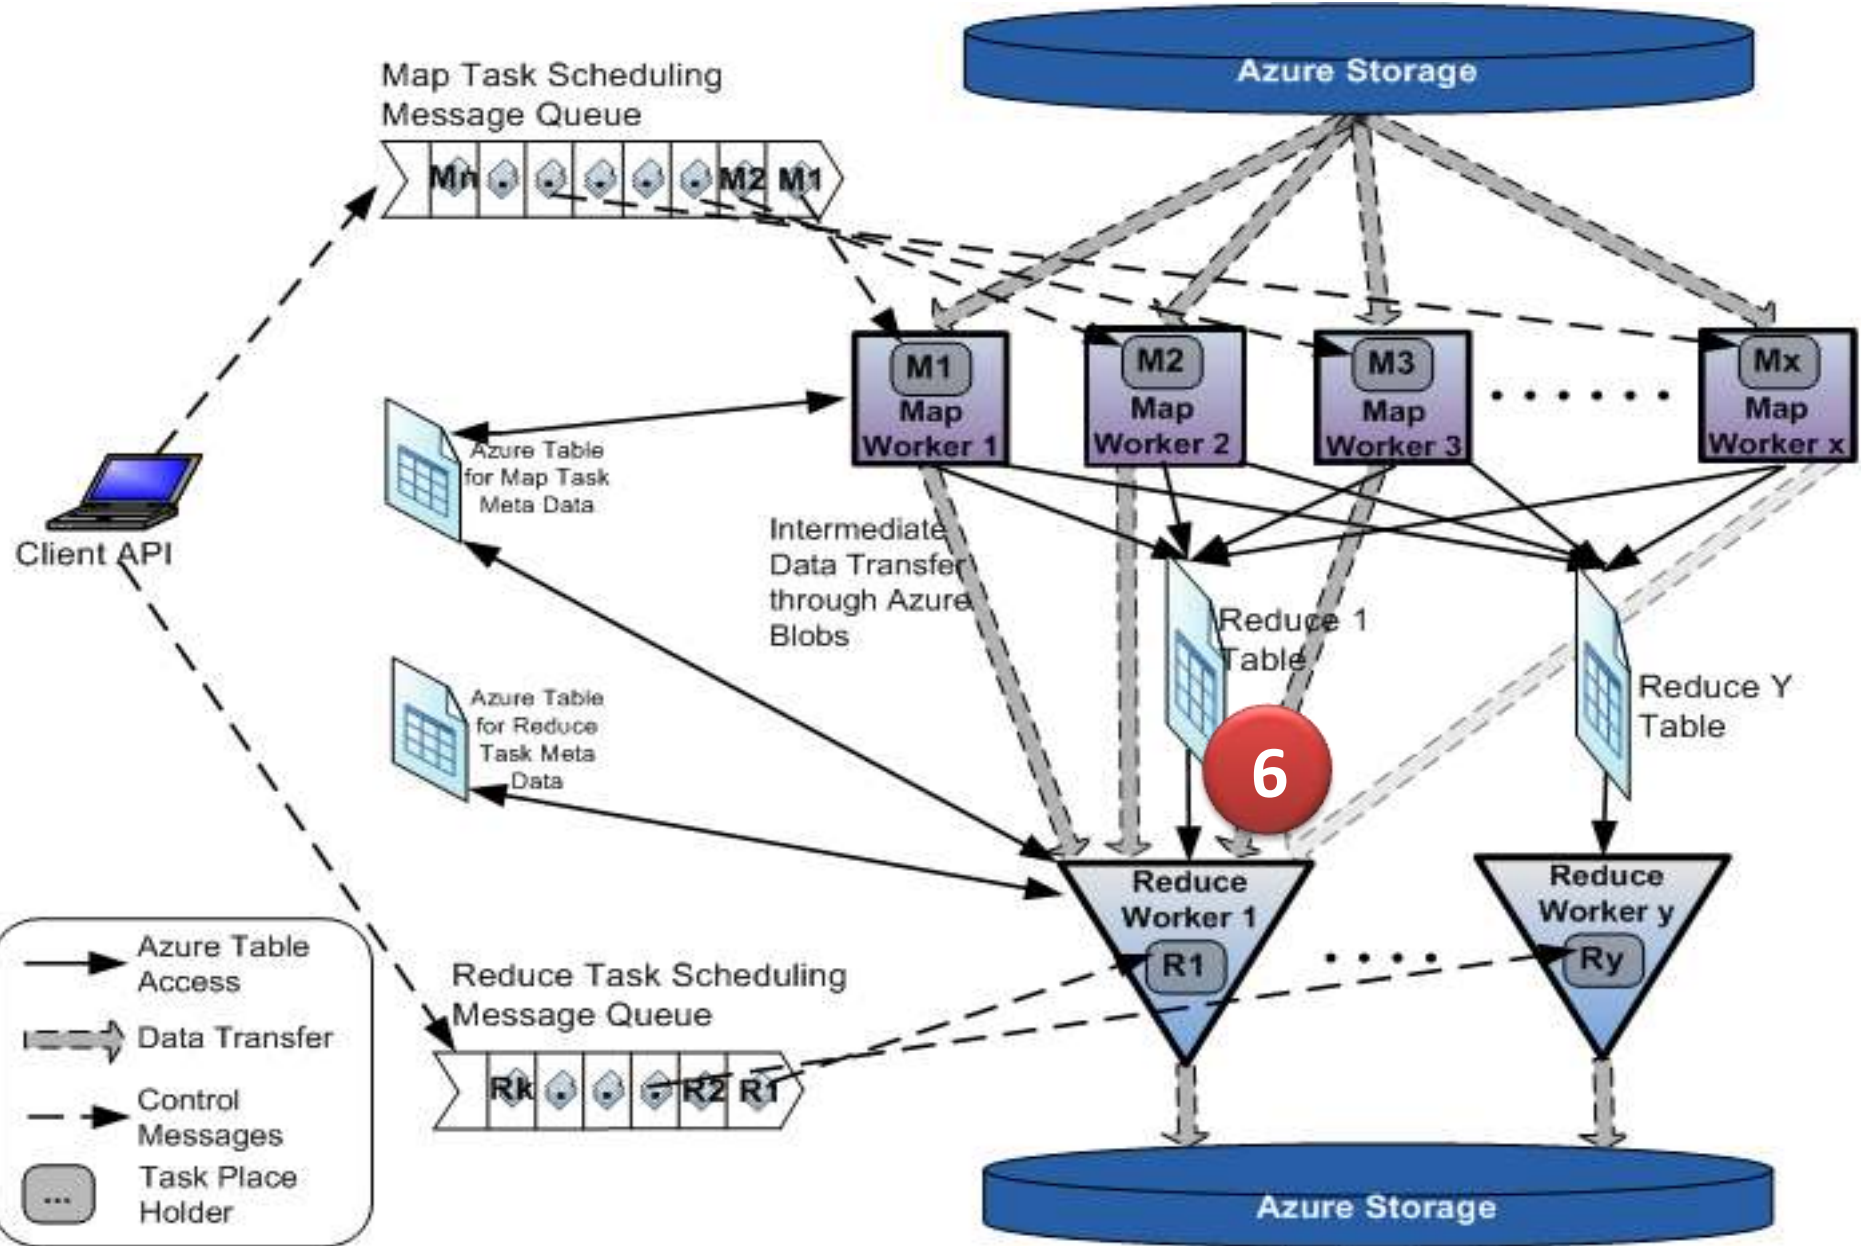 Azure Storage
Map Task Scheduling
Message Queue
Mn
M2
M1
M1
Map
Worker 1
M2
Map
Worker 2
M3
Map
Worker 3
Mx
Map
Worker x
Azure Table
for Map Task
Meta Data
Client API
Intermediate
Data Transfer
through Azure
Blobs
Reduce 1
Table
Reduce Y
Table
Azure Table
for Reduce
Task Meta
Data
6
Reduce
Worker 1
R1
Reduce
Worker y
Ry
Azure Table
Access
Data Transfer
Control
Messages
...
Task Place
Holder
Reduce Task Scheduling
Message Queue
Rk
R2
R1
Azure Storage